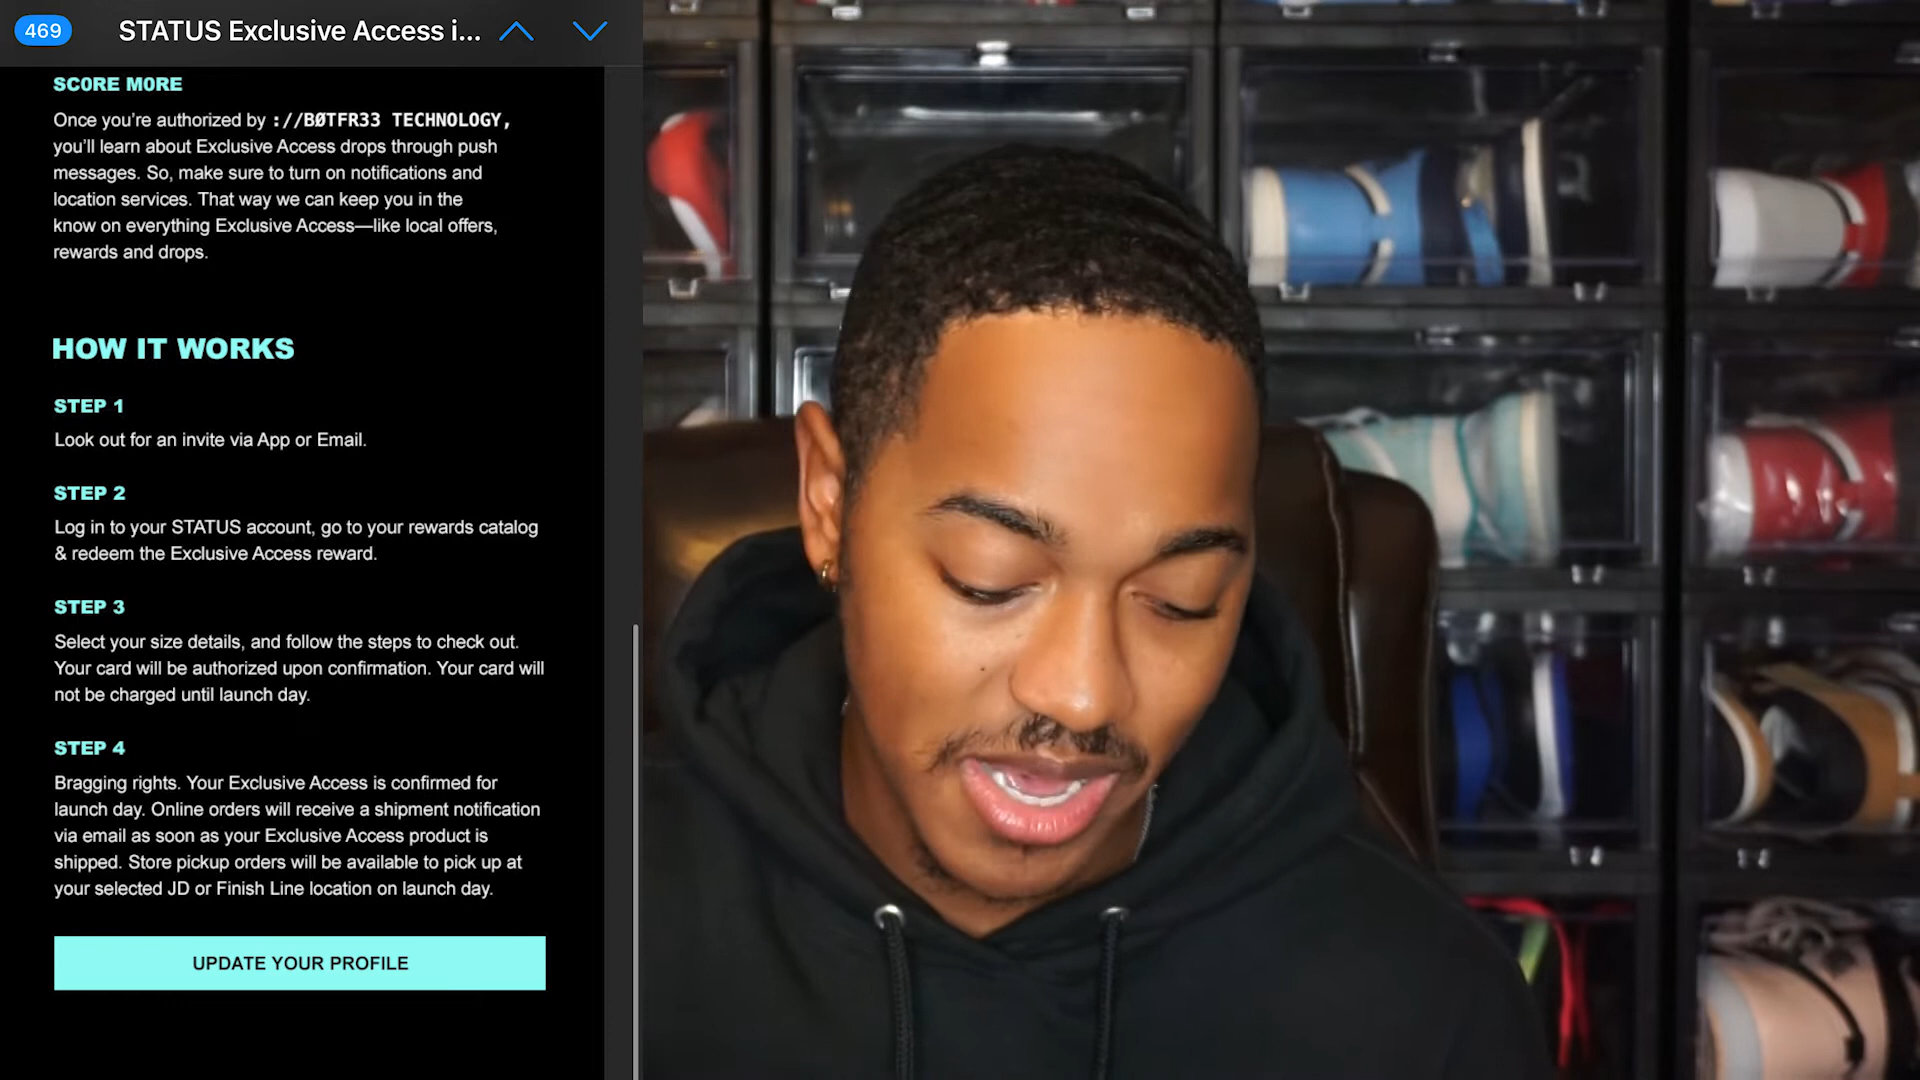 469
STATUS Exclusive Access i...
SC0RE M0RE
Once you're authorized by ://BØTFR33 TECHNOLOGY,
you'll learn about Exclusive Access drops through push
messages. So, make sure to turn on notifications and
location services. That way we can keep you in the
know on everything Exclusive Access—like local offers,
rewards and drops.
HOW IT WORKS
STEP 1
Look out for an invite via App or Email.
STEP 2
Log in to your STATUS account, go to your rewards catalog
& redeem the Exclusive Access reward.
STEP 3
Select your size details, and follow the steps to check out.
Your card will be authorized upon confirmation. Your card will
not be charged until launch day.
STEP 4
Bragging rights. Your Exclusive Access is confirmed for
launch day. Online orders will receive a shipment notification
via email as soon as your Exclusive Access product is
shipped. Store pickup orders will be available to pick up at
your selected JD or Finish Line location on launch day.
UPDATE YOUR PROFILE